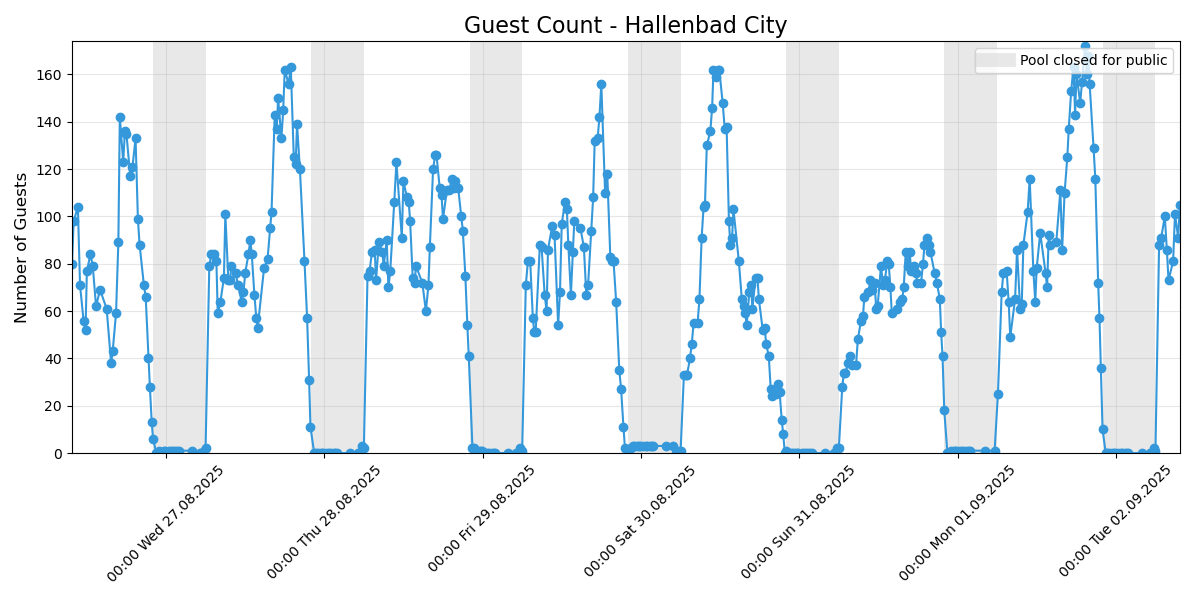 Guest Count - Hallenbad City
Pool closed for public
Number of Guests
160
140
120
100
80
60
40
20
0
00:00 Wed 27.08.2025
00:00 Thu 28.08.2025
00:00 Fri 29.08.2025
00:00 Sat 30.08.2025
00:00 Sun 31.08.2025
00:00 Mon 01.09.2025
00:00 Tue 02.09.2025